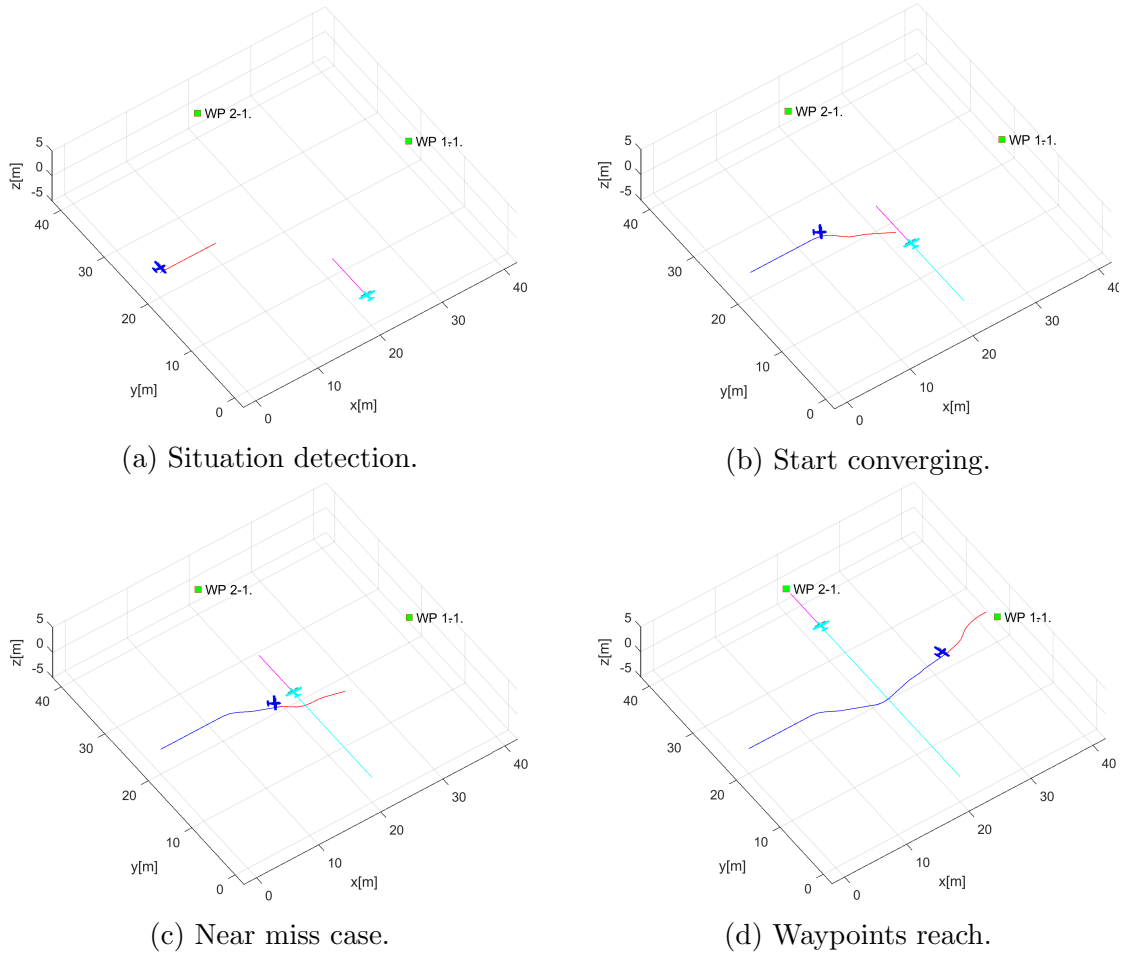 WP 2-1.
WP 1-1.
5
0
-5
z[m]
40
30
20
10
0
y[m]
0
10
20
30
40
x[m]
(a) Situation detection.
WP 2-1.
WP 1-1.
5
0
-5
z[m]
40
30
20
10
0
y[m]
0
10
20
30
40
x[m]
(b) Start converging.
WP 2-1.
WP 1-1.
5
0
-5
z[m]
40
30
20
10
0
y[m]
0
10
20
30
40
x[m]
(c) Near miss case.
WP 2-1.
WP 1-1.
5
0
-5
z[m]
40
30
20
10
0
y[m]
0
10
20
30
40
x[m]
(d) Waypoints reach.